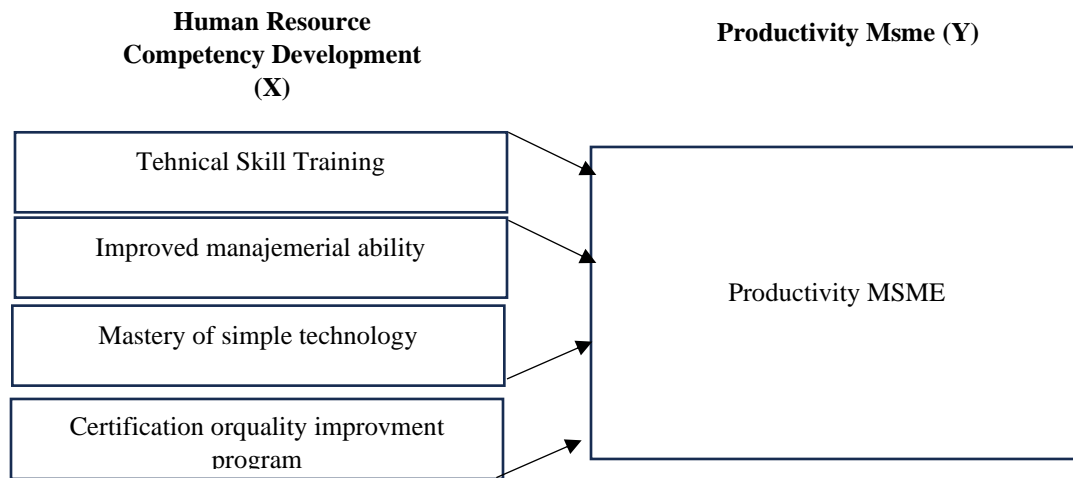 Human Resource
Competency Development
(X)
Productivity Msme (Y)
Tehnical Skill Training
Improved manajemerial ability
Mastery of simple technology
Certification orquality improvment
program
Productivity MSME